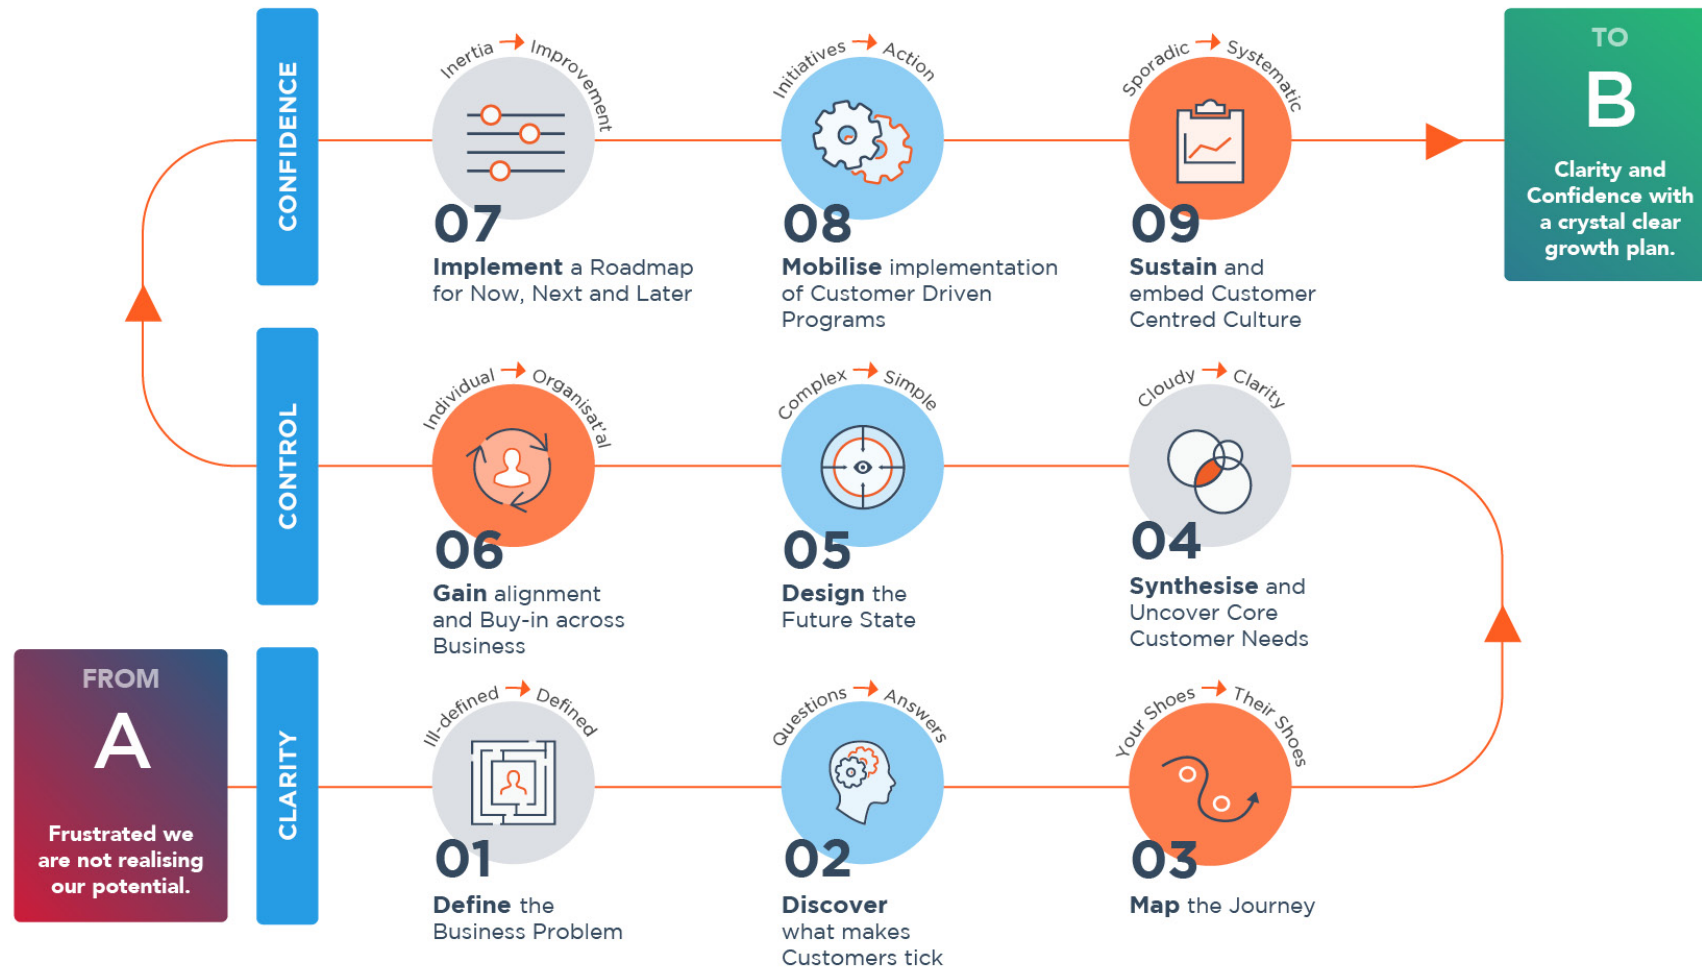 CONFIDENCE
Inertia → Improvement
07
Implement a Roadmap
for Now, Next and Later
Initiatives → Action
08
Mobilise implementation
of Customer Driven
Programs
Sporadic → Systematic
09
Sustain and
embed Customer
Centred Culture
TO
B
Clarity and
Confidence with
a crystal clear
growth plan.
CONTROL
Individual → Organisat'al
06
Gain alignment
and Buy-in across
Business
Complex → Simple
05
Design the
Future State
Cloudy → Clarity
04
Synthesise and
Uncover Core
Customer Needs
FROM
A
Frustrated we
are not realising
our potential.
CLARITY
Ill-defined → Defined
01
Define the
Business Problem
Questions → Answers
02
Discover
what makes
Customers tick
Your Shoes → Their Shoes
03
Map the Journey